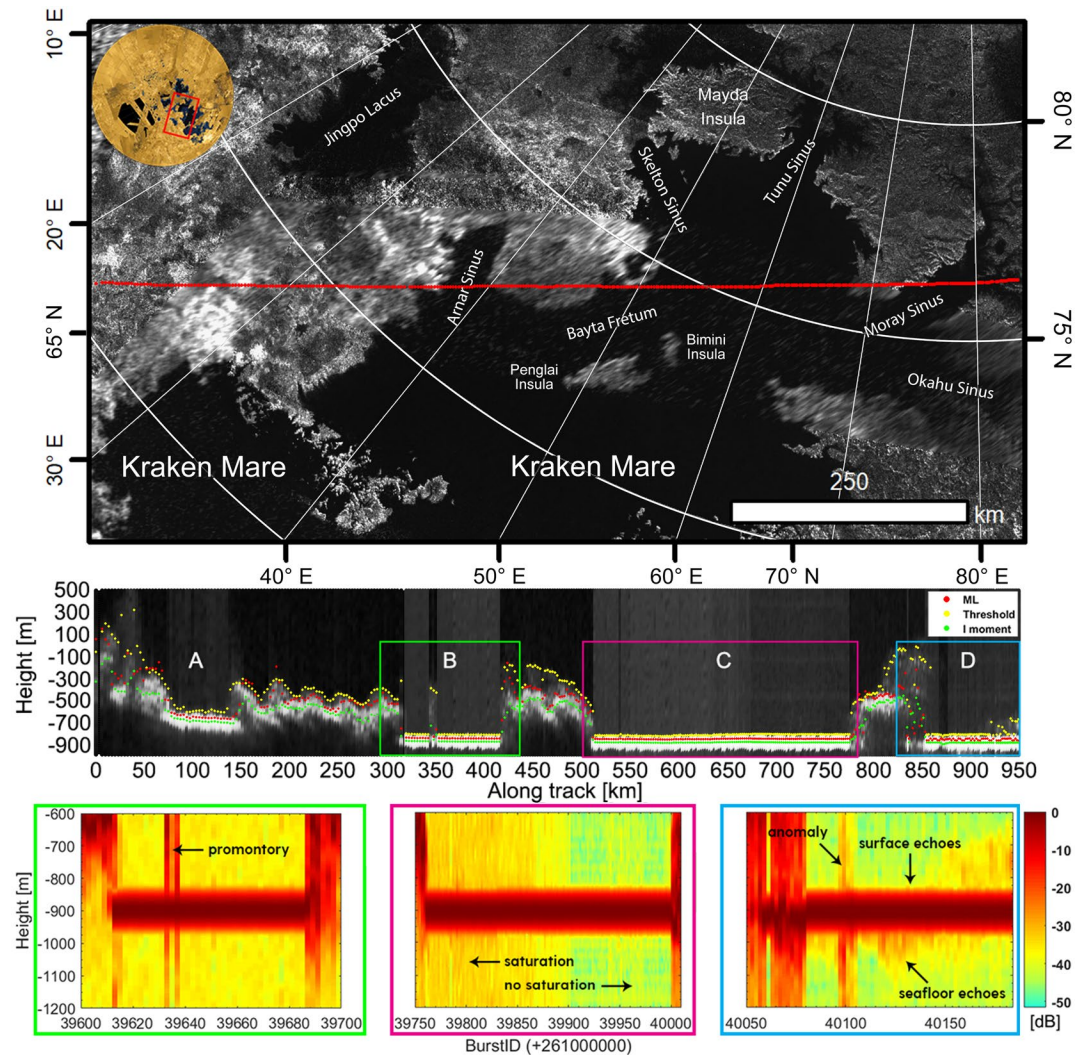 10° E
20° E
65° N
30° E
80° N
75° N
Jingpo Lacus
Mayda
Insula
Skelton Sinus
Tunu Sinus
Arnar Sinus
Bayta Fretum
Moray Sinus
Bimini
Insula
Penglai
Insula
Okahu Sinus
Kraken Mare
Kraken Mare
250
km
40° E
50° E
60° E
70° N
80° E
Height [m]
500
300
100
-100
-300
-500
-700
-900
A
B
C
D
ML
Threshold
I moment
0 50 100 150 200 250 300 350 400 450 500 550 600 650 700 750 800 850 900 950
Along track [km]
Height [m]
-600
-700
-800
-900
-1000
-1100
-1200
promontory
39600 39620 39640 39660 39680 39700
saturation
no saturation
39750 39800 39850 39900 39950 40000
anomaly
surface echoes
seafloor echoes
40050 40100 40150
0
-10
-20
-30
-40
-50
[dB]
BurstID (+261000000)